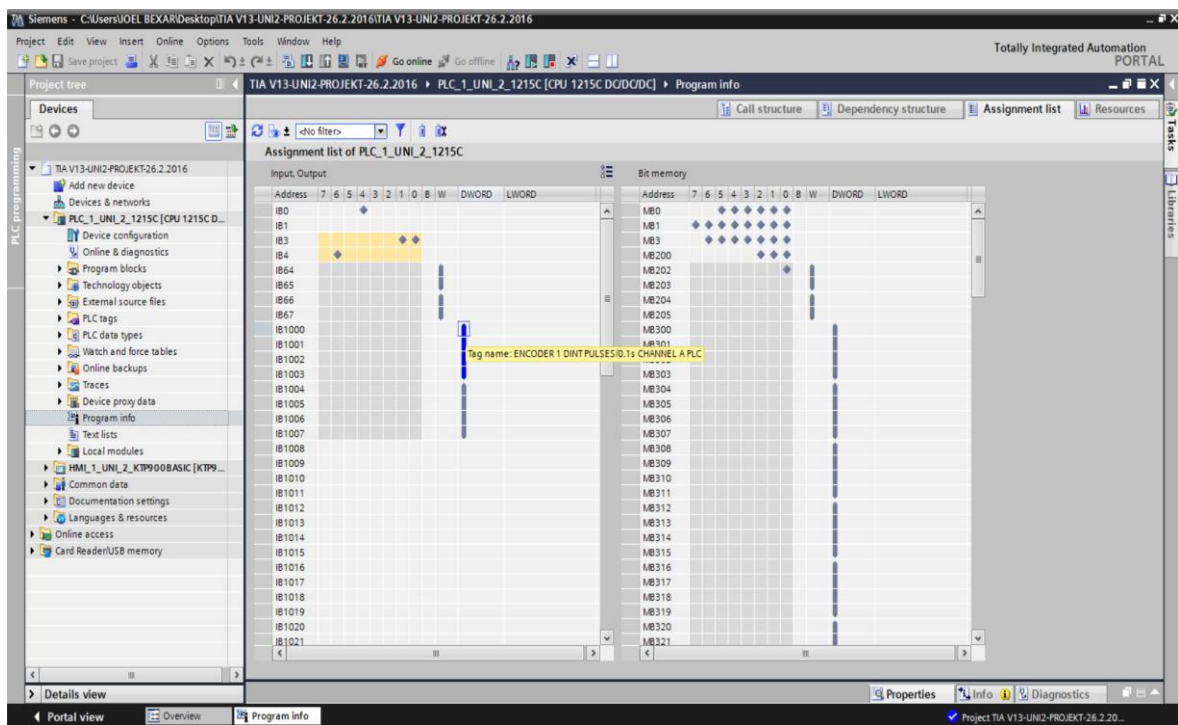 Siemens - C:\Users\JOEL BEXAR\Desktop\TIA V13-UNI2-PROJEKT-26.2.2016\TIA V13-UNI2-PROJEKT-26.2.2016
Project Edit View Insert Online Options Tools Window Help
Totally Integrated Automation
PORTAL
Save project Go online Go offline
Project tree
TIA V13-UNI2-PROJEKT-26.2.2016 PLC_1_UNI_2_1215C [CPU 1215C DC/DC/DC] Program info
Devices
Call structure Dependency structure Assignment list Resources
<No filter>
Assignment list of PLC_1_UNI_2_1215C
PLC programming
Tasks
Libraries
TIA V13-UNI2-PROJEKT-26.2.2016
Add new device
Devices & networks
PLC_1_UNI_2_1215C [CPU 1215C D...
Device configuration
Online & diagnostics
Program blocks
Technology objects
External source files
PLC tags
PLC data types
Watch and force tables
Online backups
Traces
Device proxy data
Program info
Text lists
Local modules
HMI_1_UNI_2_KTP900BASIC [KTP9...
Common data
Documentation settings
Languages & resources
Online access
Card Reader/USB memory
Input, Output
Address 7 6 5 4 3 2 1 0 B W DWORD LWORD
IB0
IB1
IB3
IB4
IB64
IB65
IB66
IB67
IB1000
IB1001
Tag name: ENCODER 1 DINT PULSES/0.1s CHANNEL A PLC
IB1002
IB1003
IB1004
IB1005
IB1006
IB1007
IB1008
IB1009
IB1010
IB1011
IB1012
IB1013
IB1014
IB1015
IB1016
IB1017
IB1018
IB1019
IB1020
IB1021
Bit memory
Address 7 6 5 4 3 2 1 0 B W DWORD LWORD
MB0
MB1
MB3
MB200
MB202
MB203
MB204
MB205
MB300
MB301
MB303
MB304
MB305
MB306
MB307
MB308
MB309
MB310
MB311
MB312
MB313
MB314
MB315
MB316
MB317
MB318
MB319
MB320
MB321
Details view
Properties Info Diagnostics
Portal view Overview Program info
Project TIA V13-UNI2-PROJEKT-26.2.20...